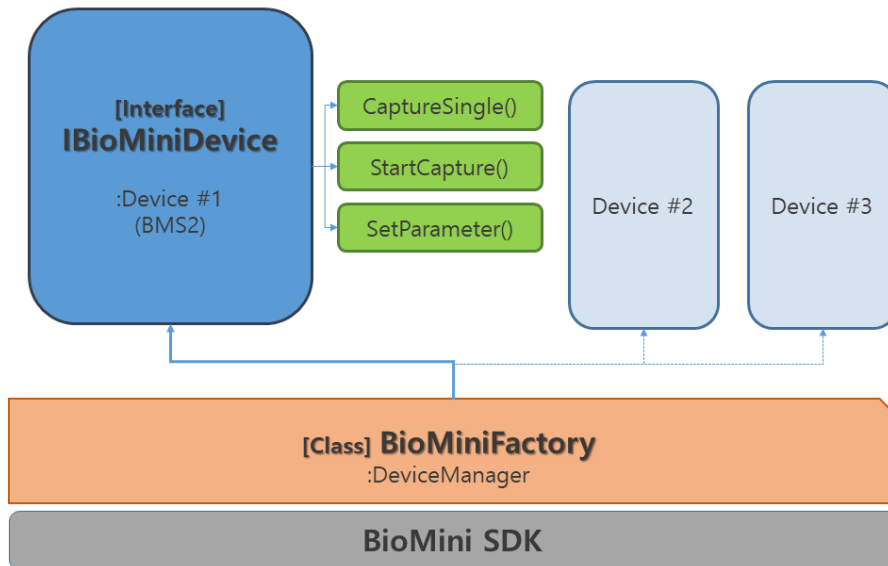 [Interface]
IBioMiniDevice
:Device #1
(BMS2)
CaptureSingle()
StartCapture()
SetParameter()
Device #2
Device #3
[Class] BioMiniFactory
:DeviceManager
BioMini SDK